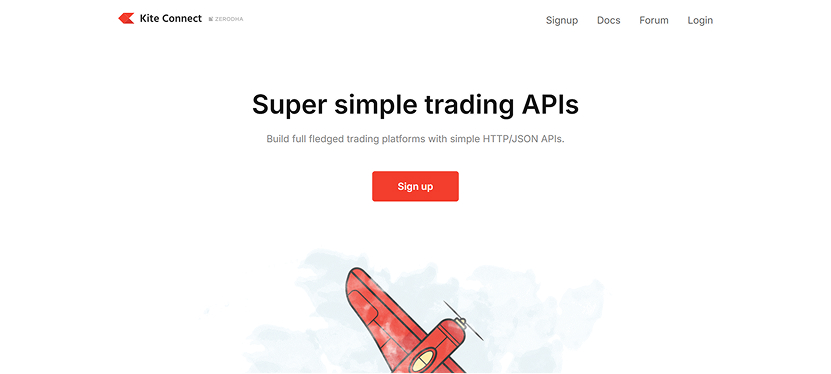 Kite Connect ZERODHA Signup Docs Forum Login
Super simple trading APIs
Build full fledged trading platforms with simple HTTP/JSON APIs.
Sign up